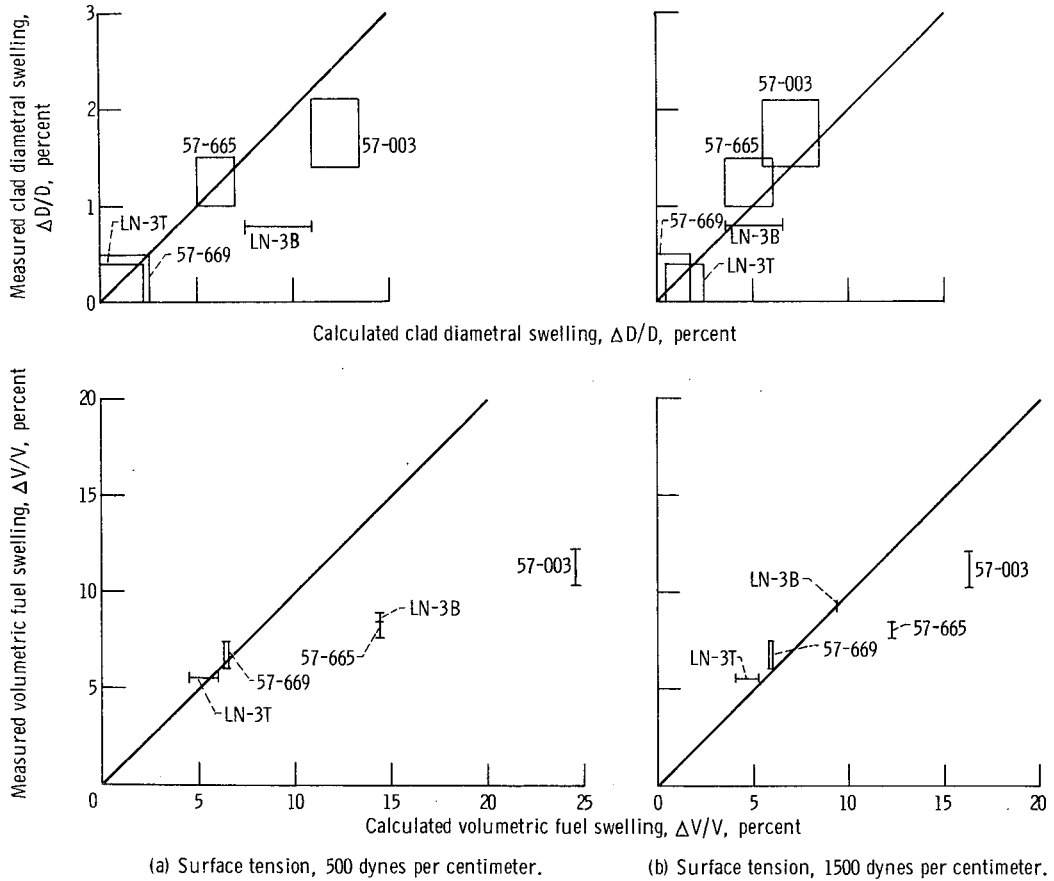 Measured clad diametral swelling,
ΔD/D, percent
3
2
1
0
57-665
57-003
LN-3T
LN-3B
57-669
57-003
57-665
57-669
LN-3B
LN-3T
Calculated clad diametral swelling, ΔD/D, percent
Measured volumetric fuel swelling, ΔV/V, percent
20
15
10
5
0
57-003
LN-3B
57-665
57-669
LN-3T
5
10
15
20
25
LN-3B
57-003
57-665
57-669
LN-3T
0
5
10
15
20
Calculated volumetric fuel swelling, ΔV/V, percent
(a) Surface tension, 500 dynes per centimeter.
(b) Surface tension, 1500 dynes per centimeter.